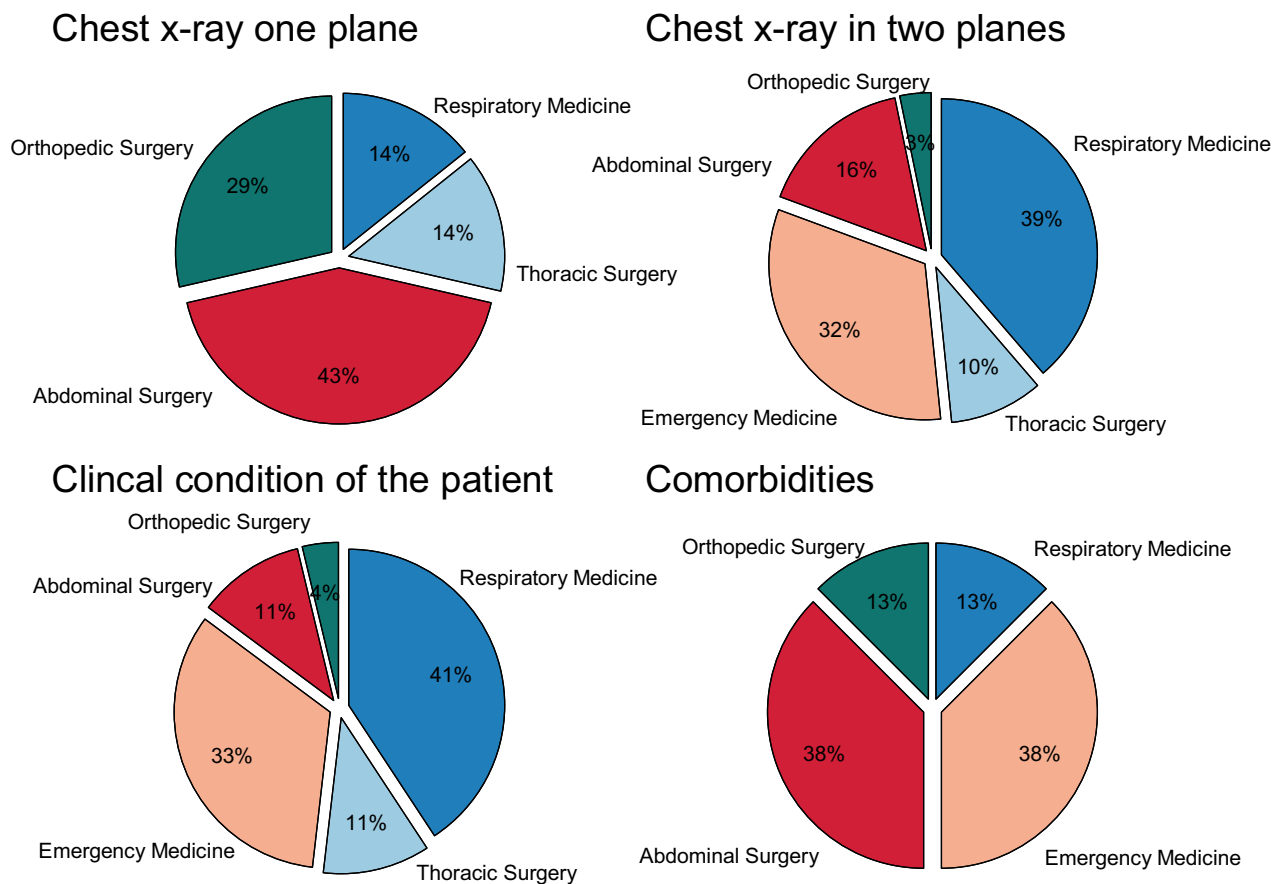 Chest x-ray one plane
Respiratory Medicine
Orthopedic Surgery
14%
29%
14%
Thoracic Surgery
43%
Abdominal Surgery
Chest x-ray in two planes
Orthopedic Surgery
Respiratory Medicine
3%
Abdominal Surgery
16%
39%
32%
10%
Emergency Medicine
Thoracic Surgery
Clincal condition of the patient
Orthopedic Surgery
Respiratory Medicine
Abdominal Surgery
4%
11%
41%
33%
11%
Emergency Medicine
Thoracic Surgery
Comorbidities
Orthopedic Surgery
Respiratory Medicine
13%
13%
38%
38%
Abdominal Surgery
Emergency Medicine